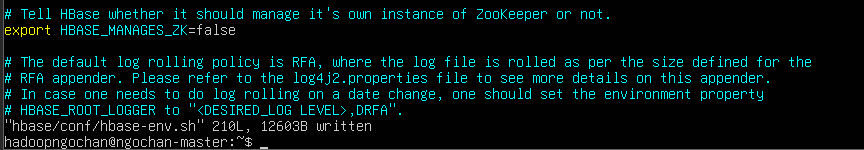 # Tell HBase whether it should manage it's own instance of ZooKeeper or not.
export HBASE_MANAGES_ZK=false
# The default log rolling policy is RFA, where the log file is rolled as per the size defined for the
# RFA appender. Please refer to the log4j2.properties file to see more details on this appender.
# In case one needs to do log rolling on a date change, one should set the environment property
# HBASE_ROOT_LOGGER to "<DESIRED_LOG LEVEL>,DRFA".
"hbase/conf/hbase-env.sh" 210L, 12603B written
hadoopngochan@ngochan-master:~$ _